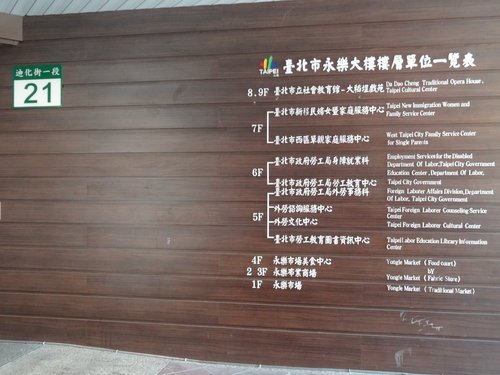 迪化街一段
21
TAIPEI
臺北市永樂大樓樓層單位一覽表
8.9F 臺北市立社會教育館-大稻埕戲苑 Da Dao Cheng Traditional Opera House,
Taipei Cultural Center
7F
臺北市新移民婦女暨家庭服務中心 Taipei New Immigration Women and
Family Service Center
臺北市西區單親家庭服務中心 West Taipei City Family Service Center
for Single Parents
6F
臺北市政府勞工局身障就業科 Employment Services for the Disabled
Department Of Labor, Taipei City Government
臺北市政府勞工局勞工教育中心 Education Center, Department Of Labor,
Taipei City Government
5F
臺北市政府勞工局外勞事務科 Foreign Laborer Affairs Division, Department
Of Labor, Taipei City Government
外勞諮詢服務中心 Taipei Foreign Laborer Counseling Service
Center
外勞文化中心 Taipei Foreign Laborer Cultural Center
臺北市勞工教育圖書資訊中心 Taipei Labor Education Library Information
Center
4F 永樂市場美食中心 Yongle Market (Food court)
by
2 3F 永樂布業商場 Yongle Market (Fabric Store)
1F 永樂市場 Yongle Market (Traditional Market)